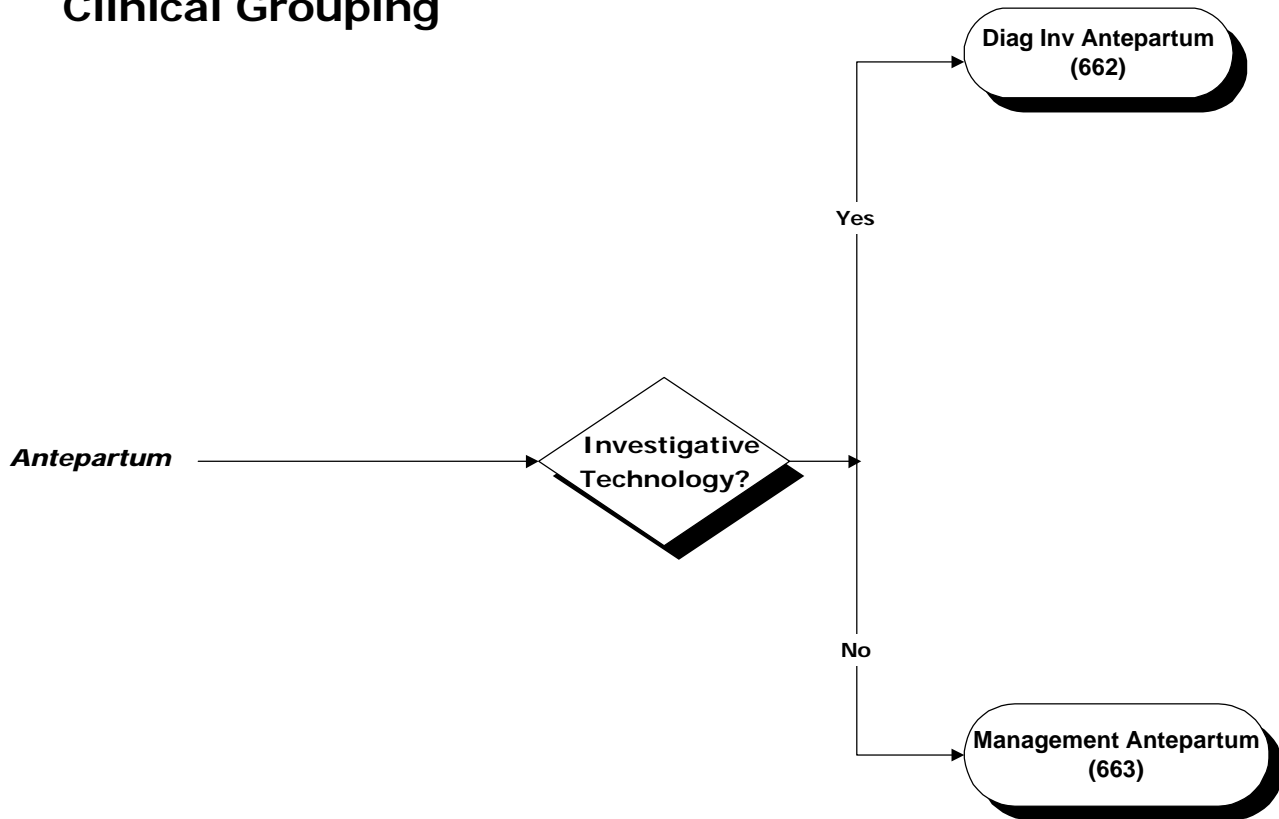 Clinical Grouping
Diag Inv Antepartum
(662)
Yes
Antepartum
Investigative
Technology?
No
Management Antepartum
(663)